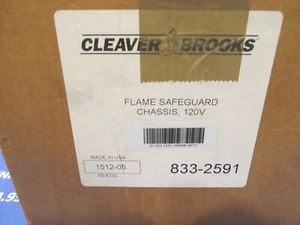 CLEAVER BROOKS
FLAME SAFEGUARD
CHASSIS, 120V
MADE IN USA
1512-05
833-2591